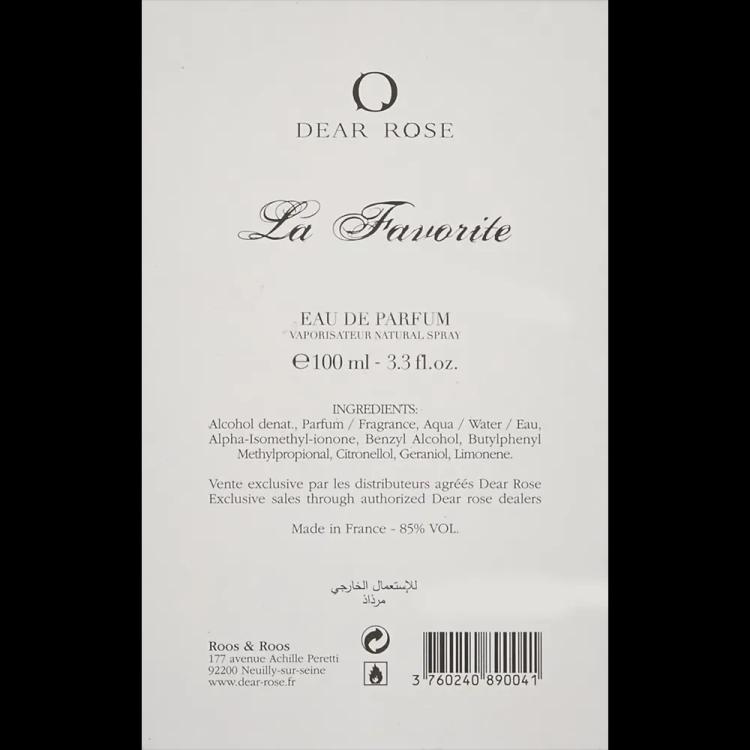 DEAR ROSE
La Favorite
EAU DE PARFUM
VAPORISATEUR NATURAL SPRAY
℮100 ml - 3.3 fl.oz.
INGREDIENTS:
Alcohol denat., Parfum / Fragrance, Aqua / Water / Eau,
Alpha-Isomethyl-ionone, Benzyl Alcohol, Butylphenyl
Methylpropional, Citronellol, Geraniol, Limonene.
Vente exclusive par les distributeurs agréés Dear Rose
Exclusive sales through authorized Dear rose dealers
Made in France - 85% VOL.
للإستعمال الخارجي
مرذاذ
Roos & Roos
177 avenue Achille Peretti
92200 Neuilly-sur-seine
www.dear-rose.fr
3 760240 890041